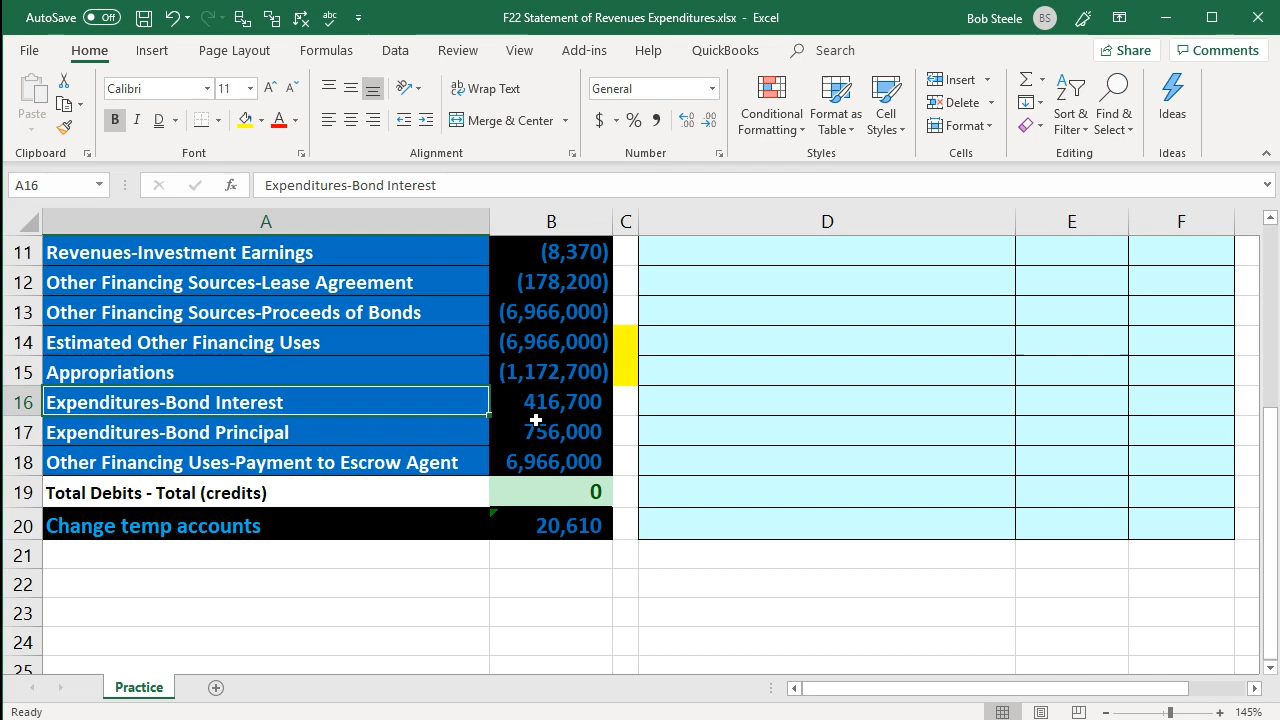 AutoSave Off F22 Statement of Revenues Expenditures.xlsx - Excel Bob Steele BS
File Home Insert Page Layout Formulas Data Review View Add-ins Help QuickBooks Search Share Comments
Paste
Calibri 11
B I D
ab Wrap Text
Merge & Center
General
$ % ,
Conditional Formatting
Format as Table
Cell Styles
Insert
Delete
Format
Sort & Filter
Find & Select
Ideas
Clipboard Font Alignment Number Styles Cells Editing Ideas
A16 fx Expenditures-Bond Interest
A B C D E F
11 Revenues-Investment Earnings (8,370)
12 Other Financing Sources-Lease Agreement (178,200)
13 Other Financing Sources-Proceeds of Bonds (6,966,000)
14 Estimated Other Financing Uses (6,966,000)
15 Appropriations (1,172,700)
16 Expenditures-Bond Interest 416,700
17 Expenditures-Bond Principal 756,000
18 Other Financing Uses-Payment to Escrow Agent 6,966,000
19 Total Debits - Total (credits) 0
20 Change temp accounts 20,610
21
22
23
24
25
Practice
Ready 145%